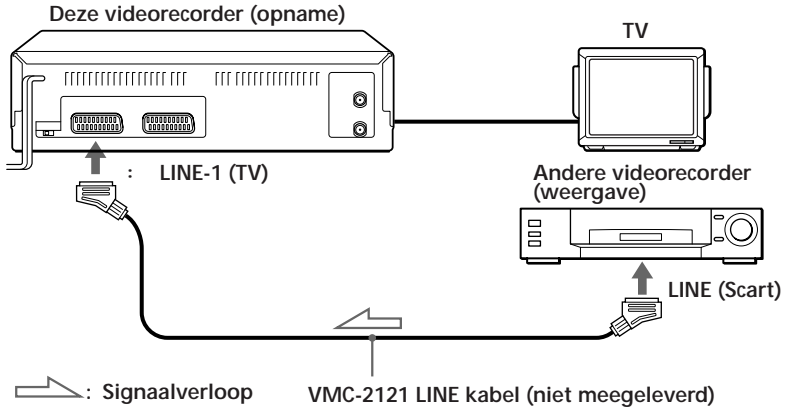 Deze videorecorder (opname)
TV
: LINE-1 (TV)
Andere videorecorder
(weergave)
LINE (Scart)
: Signaalverloop
VMC-2121 LINE kabel (niet meegeleverd)